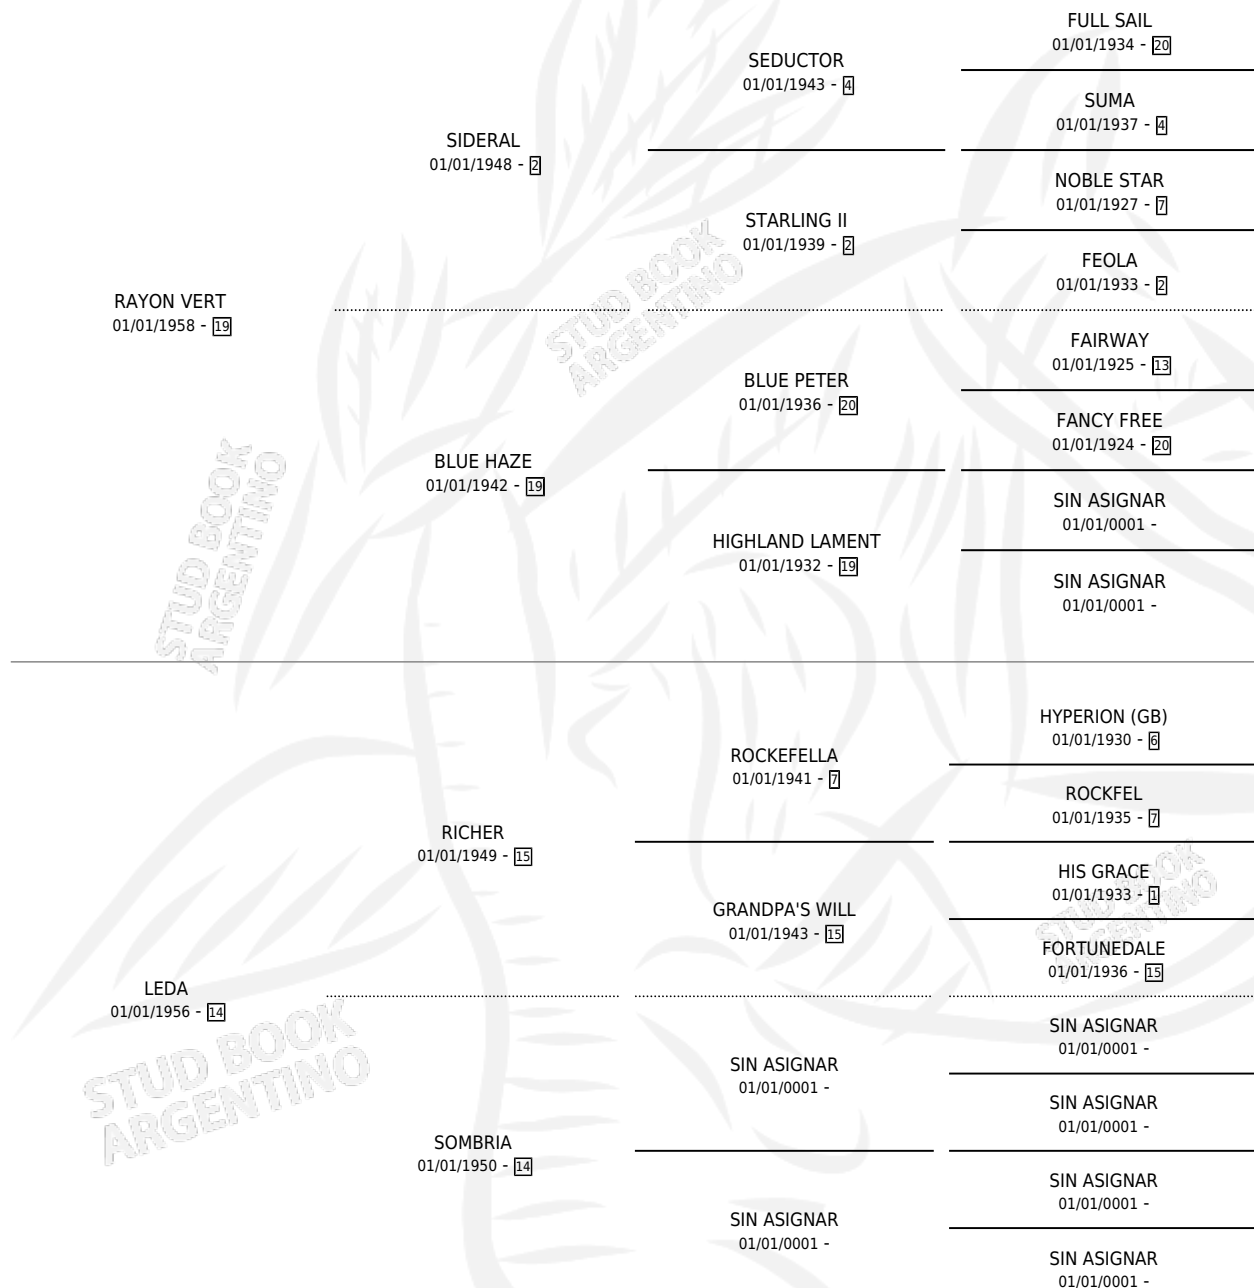 FULL SAIL
01/01/1934 - 20
SEDUCTOR
01/01/1943 - 4
SUMA
01/01/1937 - 4
SIDERAL
01/01/1948 - 2
NOBLE STAR
01/01/1927 - 7
STARLING II
01/01/1939 - 2
FEOLA
01/01/1933 - 2
RAYON VERT
01/01/1958 - 19
STUD BOOK
ARGENTINO
FAIRWAY
01/01/1925 - 13
BLUE PETER
01/01/1936 - 20
FANCY FREE
01/01/1924 - 20
BLUE HAZE
01/01/1942 - 19
SIN ASIGNAR
01/01/0001 -
HIGHLAND LAMENT
01/01/1932 - 19
SIN ASIGNAR
01/01/0001 -
STUD BOOK
ARGENTINO
HYPERION (GB)
01/01/1930 - 6
ROCKEFELLA
01/01/1941 - 7
ROCKFEL
01/01/1935 - 7
RICHER
01/01/1949 - 15
HIS GRACE
01/01/1933 - 1
GRANDPA'S WILL
01/01/1943 - 15
FORTUNEDALE
01/01/1936 - 15
STUD BOOK
ARGENTINO
LEDA
01/01/1956 - 14
SIN ASIGNAR
01/01/0001 -
SIN ASIGNAR
01/01/0001 -
SIN ASIGNAR
01/01/0001 -
STUD BOOK
ARGENTINO
SOMBRIA
01/01/1950 - 14
SIN ASIGNAR
01/01/0001 -
SIN ASIGNAR
01/01/0001 -
SIN ASIGNAR
01/01/0001 -